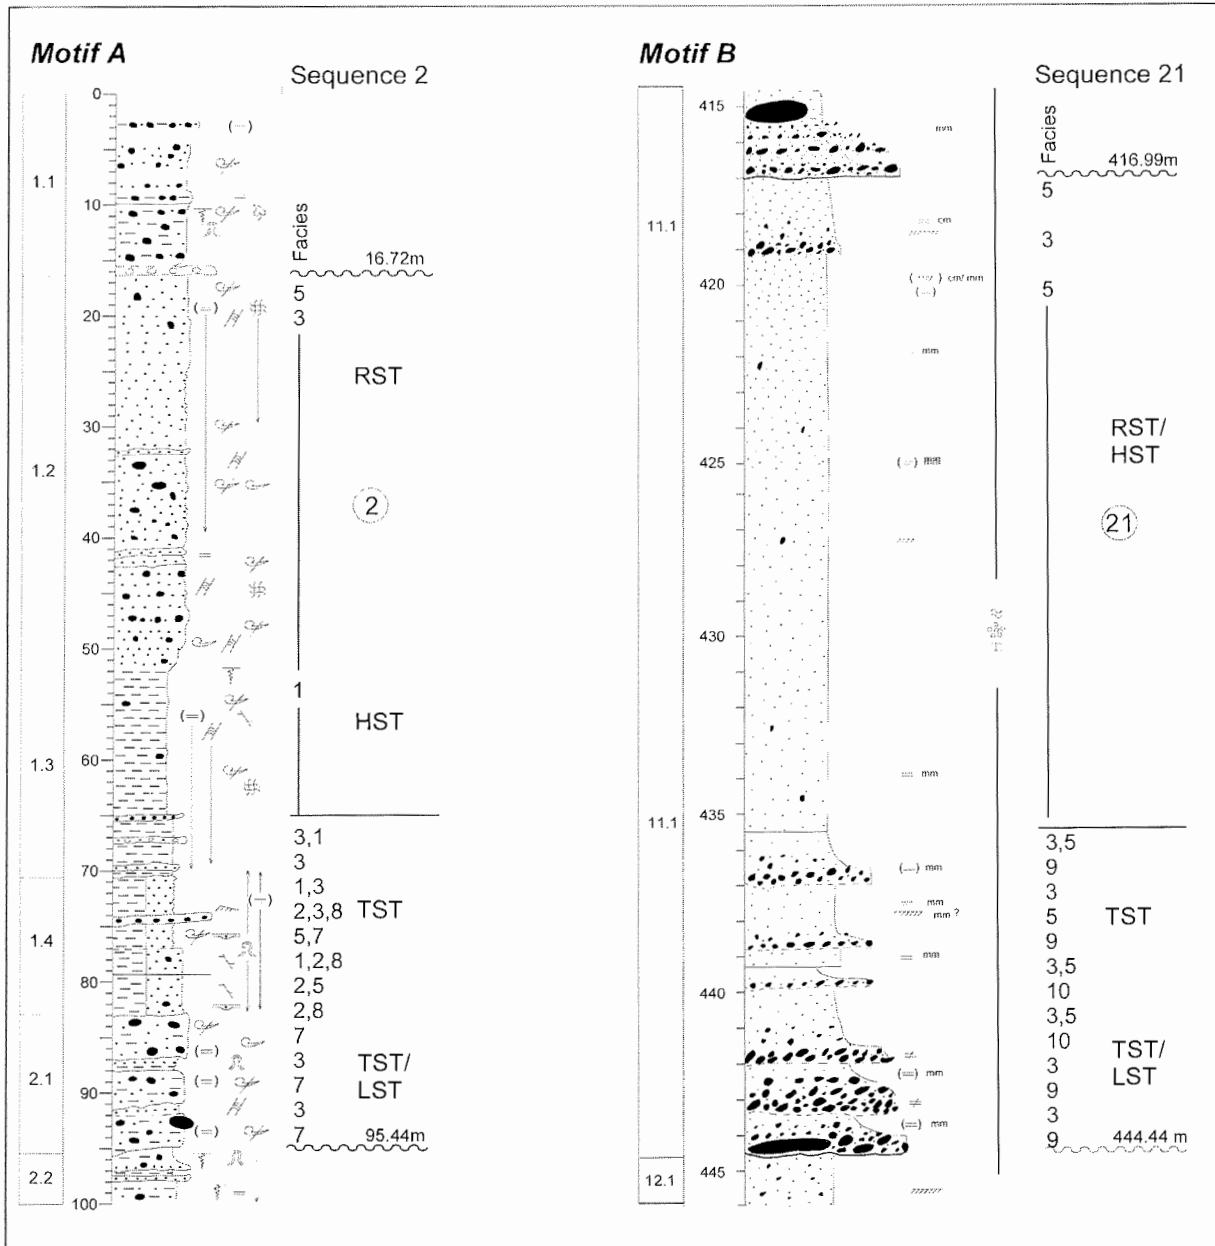 Motif A
Sequence 2
Facies
0
10
20
30
40
50
60
70
80
90
100
1.1
1.2
1.3
1.4
2.1
2.2
16.72m
5
3
RST
2
1
HST
3,1
3
1,3
2,3,8
TST
5,7
1,2,8
2,5
2,8
7
3
TST/
LST
7
3
7
95.44m
Motif B
Sequence 21
Facies
415
420
425
430
435
440
445
11.1
11.1
12.1
mm
cm
cm/mm
mm
mm
mm
mm
mm
mm ?
mm
mm
mm
416.99m
5
3
5
RST/
HST
21
3,5
9
3
5
TST
9
3,5
10
3,5
10
TST/
LST
3
9
3
9
444.44 m